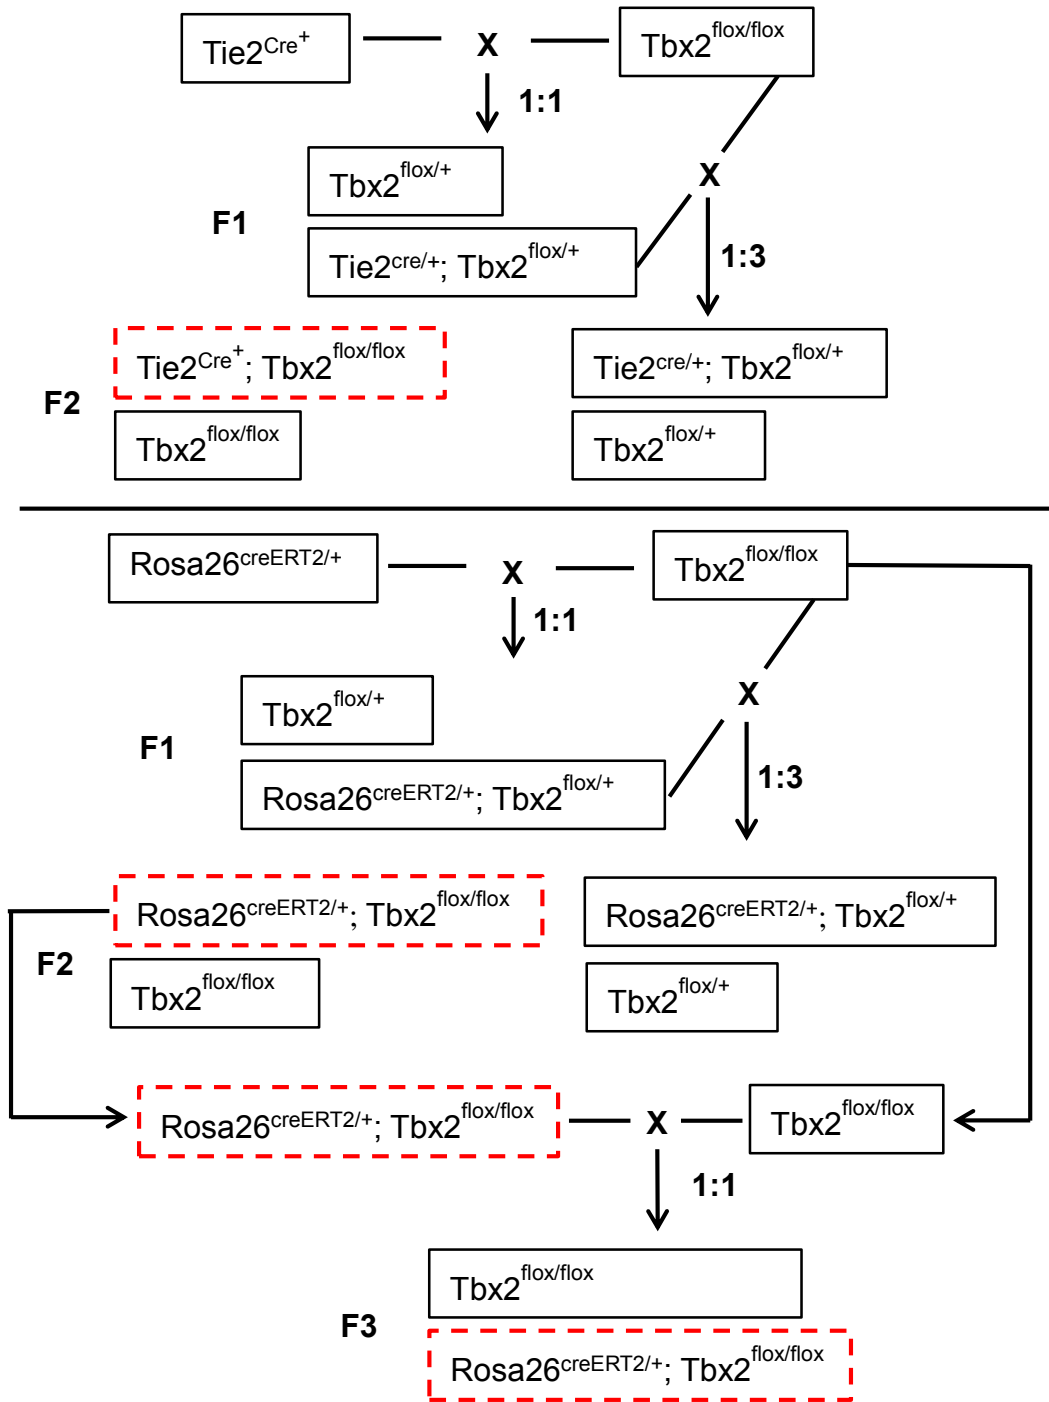 Tie2Cre+ X Tbx2flox/flox
1:1
Tbx2flox/+
X
F1
Tie2cre/+; Tbx2flox/+
1:3
Tie2Cre+; Tbx2flox/flox
Tie2cre/+; Tbx2flox/+
F2
Tbx2flox/flox
Tbx2flox/+
Rosa26creERT2/+ X Tbx2flox/flox
1:1
Tbx2flox/+
X
F1
Rosa26creERT2/+; Tbx2flox/+
1:3
Rosa26creERT2/+; Tbx2flox/flox
Rosa26creERT2/+; Tbx2flox/+
F2
Tbx2flox/flox
Tbx2flox/+
Rosa26creERT2/+; Tbx2flox/flox X Tbx2flox/flox
1:1
Tbx2flox/flox
F3
Rosa26creERT2/+; Tbx2flox/flox